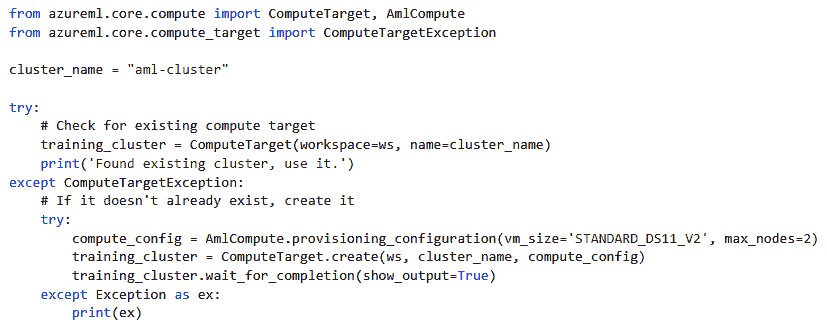 from azureml.core.compute import ComputeTarget, AmlCompute
from azureml.core.compute_target import ComputeTargetException

cluster_name = "aml-cluster"

try:
    # Check for existing compute target
    training_cluster = ComputeTarget(workspace=ws, name=cluster_name)
    print('Found existing cluster, use it.')
except ComputeTargetException:
    # If it doesn't already exist, create it
    try:
        compute_config = AmlCompute.provisioning_configuration(vm_size='STANDARD_DS11_V2', max_nodes=2)
        training_cluster = ComputeTarget.create(ws, cluster_name, compute_config)
        training_cluster.wait_for_completion(show_output=True)
    except Exception as ex:
        print(ex)